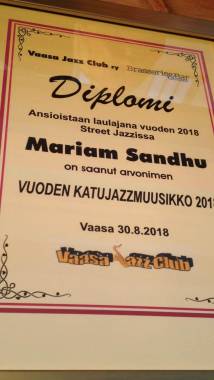 Vaasa Jazz Club ry
Diplomi
Ansioistaan laulajana vuoden 2018
Street Jazzissa
Mariam Sandhu
on saanut arvonimen
VUODEN KATUJAZZMUUSIKKO 2018
Vaasa 30.8.2018
Vaasa Jazz Club